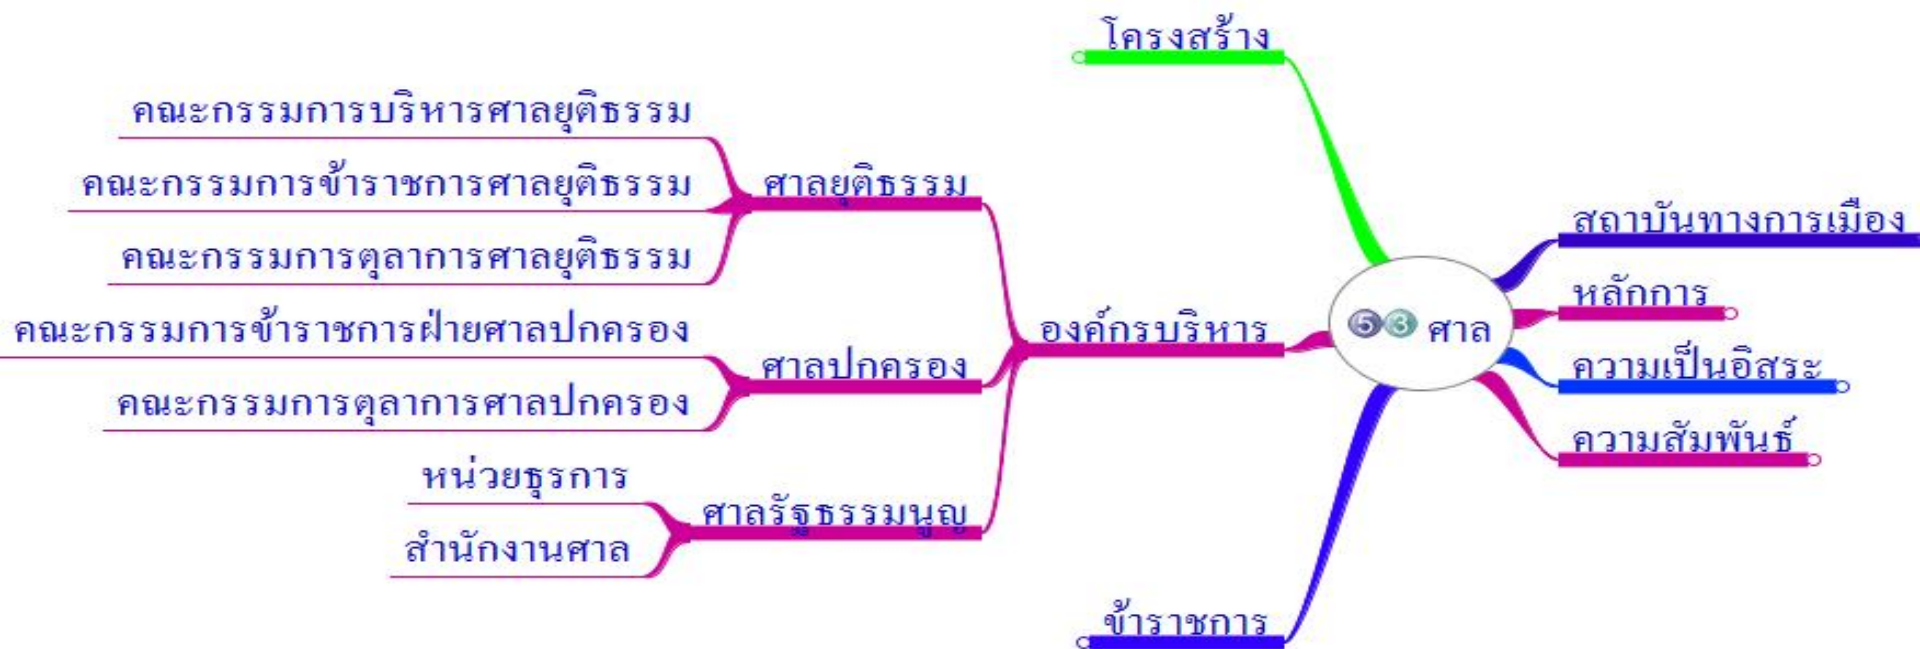 โครงสร้าง
คณะกรรมการบริหารศาลยุติธรรม
คณะกรรมการข้าราชการศาลยุติธรรม
คณะกรรมการตุลาการศาลยุติธรรม
ศาลยุติธรรม
คณะกรรมการข้าราชการฝ่ายศาลปกครอง
คณะกรรมการตุลาการศาลปกครอง
ศาลปกครอง
หน่วยธุรการ
สำนักงานศาล
ศาลรัฐธรรมนูญ
องค์กรบริหาร
ข้าราชการ
5 3 ศาล
สถาบันทางการเมือง
หลักการ
ความเป็นอิสระ
ความสัมพันธ์